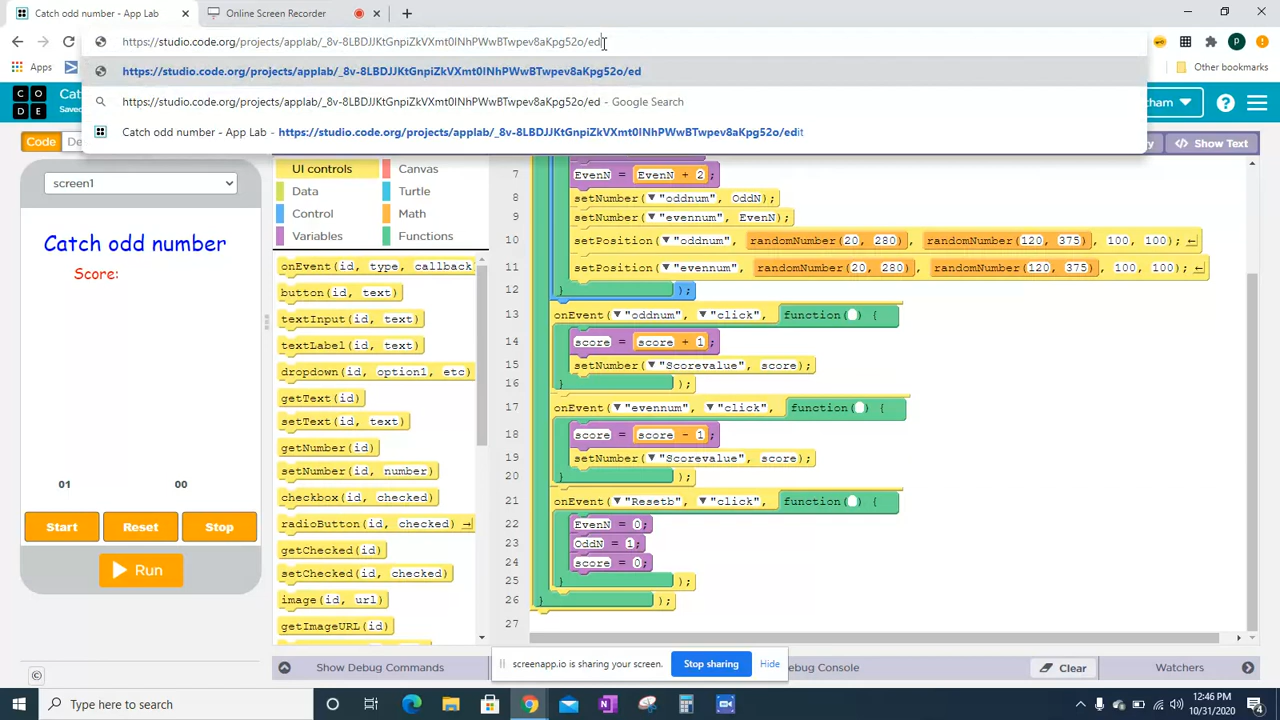 Catch odd number - App Lab
Online Screen Recorder
https://studio.code.org/projects/applab/_8v-8LBDJJKtGnpiZkVXmt0INhPWwBTwpev8aKpg52o/ed
https://studio.code.org/projects/applab/_8v-8LBDJJKtGnpiZkVXmt0INhPWwBTwpev8aKpg52o/ed
https://studio.code.org/projects/applab/_8v-8LBDJJKtGnpiZkVXmt0INhPWwBTwpev8aKpg52o/ed - Google Search
Catch odd number - App Lab - https://studio.code.org/projects/applab/_8v-8LBDJJKtGnpiZkVXmt0INhPWwBTwpev8aKpg52o/edit
Apps
Other bookmarks
P
C O
D E
Show Text
Code
screen1
Catch odd number
Score:
01 00
Start Reset Stop
Run
UI controls Canvas
Data Turtle
Control Math
Variables Functions
onEvent(id, type, callback
button(id, text)
textInput(id, text)
textLabel(id, text)
dropdown(id, option1, etc)
getText(id)
setText(id, text)
getNumber(id)
setNumber(id, number)
checkbox(id, checked)
radioButton(id, checked)
getChecked(id)
setChecked(id, checked)
image(id, url)
getImageURL(id)
7 EvenN = EvenN + 2;
8 setNumber("oddnum", OddN);
9 setNumber("evennum", EvenN);
10 setPosition("oddnum", randomNumber(20, 280), randomNumber(120, 375), 100, 100);
11 setPosition("evennum", randomNumber(20, 280), randomNumber(120, 375), 100, 100);
12 } );
13 onEvent("oddnum", "click", function() {
14 score = score + 1;
15 setNumber("Scorevalue", score);
16 } );
17 onEvent("evennum", "click", function() {
18 score = score - 1;
19 setNumber("Scorevalue", score);
20 } );
21 onEvent("Resetb", "click", function() {
22 EvenN = 0;
23 OddN = 1;
24 score = 0;
25 } );
26 } );
27
Show Debug Commands
Clear
Watchers
screenapp.io is sharing your screen.
Stop sharing
Hide
Type here to search
12:46 PM
10/31/2020
4